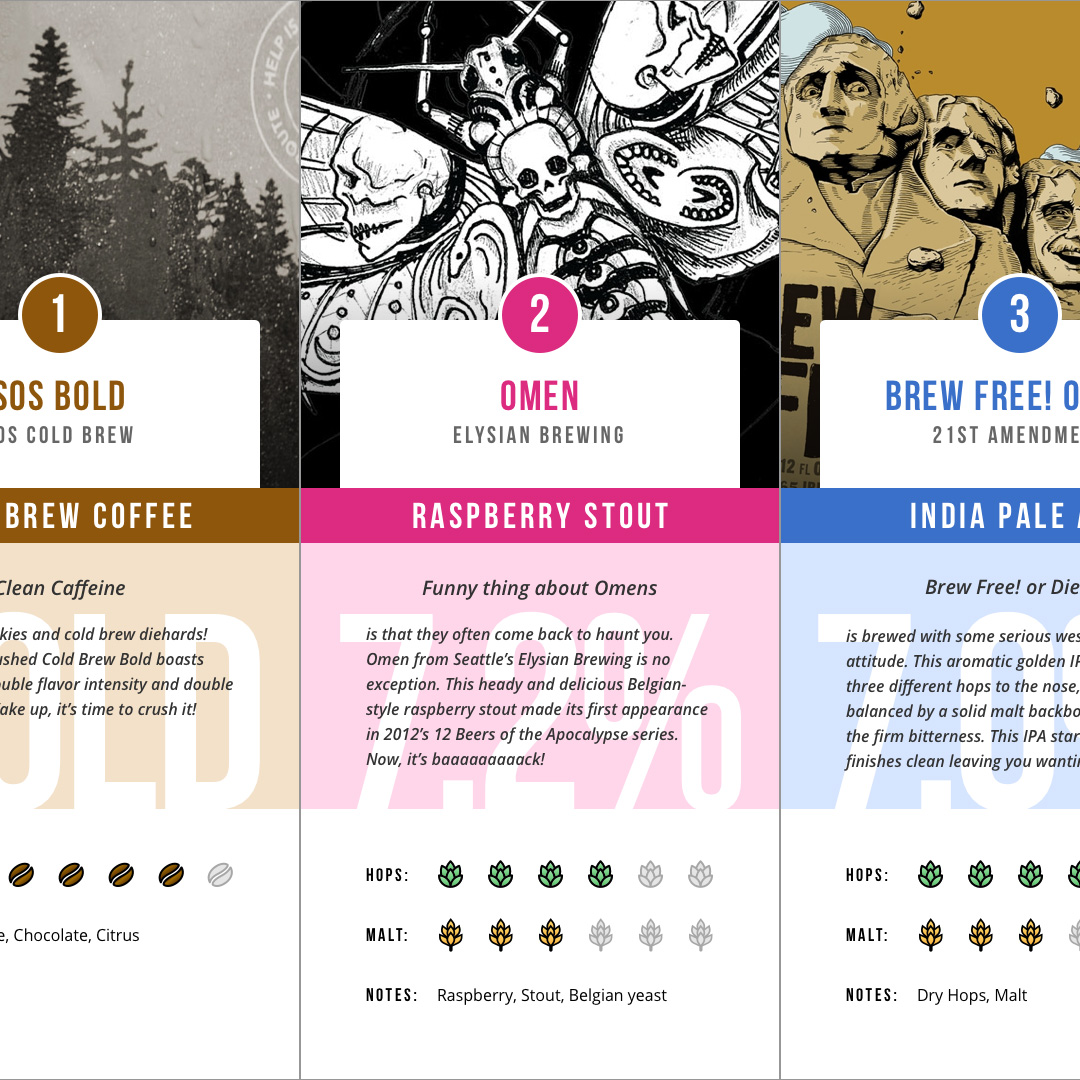 HELP IS
OUTE
1
SOS BOLD
OS COLD BREW
BREW COFFEE
Clean Caffeine
kies and cold brew diehards!
ushed Cold Brew Bold boasts
ouble flavor intensity and double
ake up, it's time to crush it!
OLD
e, Chocolate, Citrus
2
OMEN
ELYSIAN BREWING
RASPBERRY STOUT
Funny thing about Omens
is that they often come back to haunt you.
Omen from Seattle's Elysian Brewing is no
exception. This heady and delicious Belgian-
style raspberry stout made its first appearance
in 2012's 12 Beers of the Apocalypse series.
Now, it's baaaaaaaaack!
7.2%
HOPS:
MALT:
NOTES: Raspberry, Stout, Belgian yeast
EW
12 FL O
3
BREW FREE! O
21ST AMENDME
INDIA PALE A
Brew Free! or Die
is brewed with some serious wes
attitude. This aromatic golden IP
three different hops to the nose,
balanced by a solid malt backbo
the firm bitterness. This IPA star
finishes clean leaving you wantin
7.0%
HOPS:
MALT:
NOTES: Dry Hops, Malt